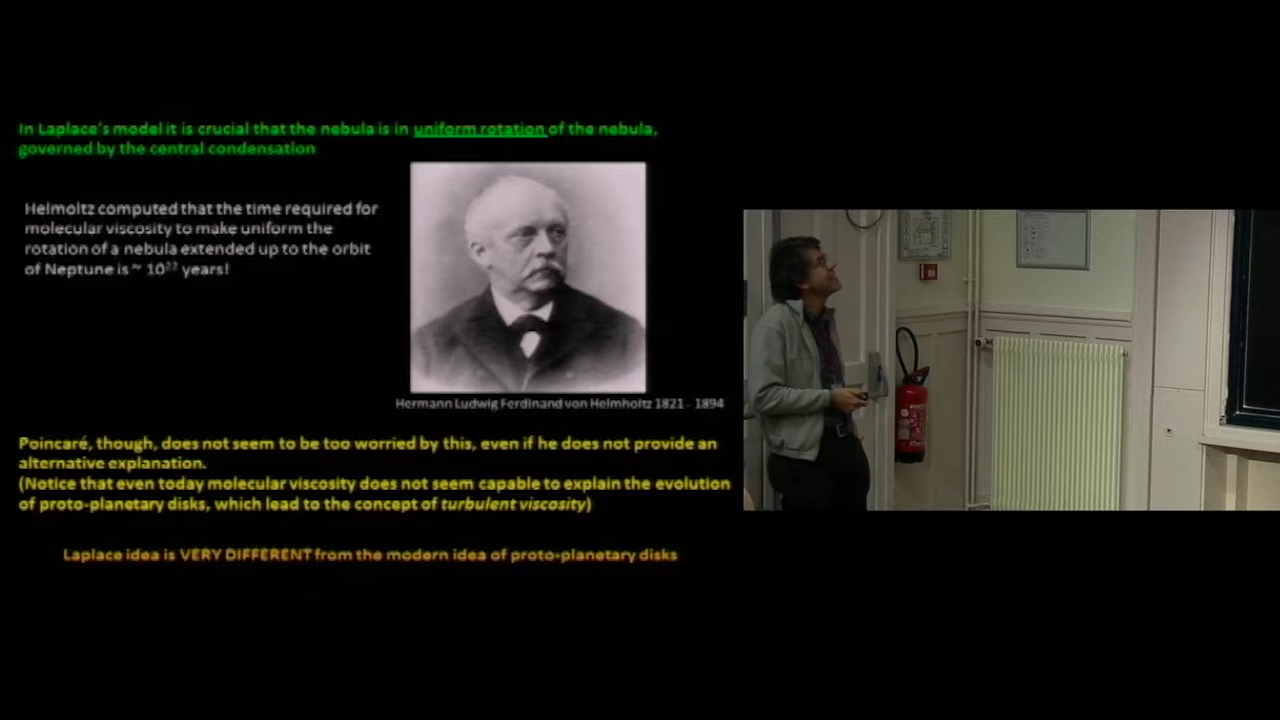 In Laplace's model it is crucial that the nebula is in uniform rotation of the nebula,
governed by the central condensation
Helmoltz computed that the time required for
molecular viscosity to make uniform the
rotation of a nebula extended up to the orbit
of Neptune is ~ 10²² years!
Hermann Ludwig Ferdinand von Helmholtz 1821 - 1894
Poincaré, though, does not seem to be too worried by this, even if he does not provide an
alternative explanation.
(Notice that even today molecular viscosity does not seem capable to explain the evolution
of proto-planetary disks, which lead to the concept of turbulent viscosity)
Laplace idea is VERY DIFFERENT from the modern idea of proto-planetary disks